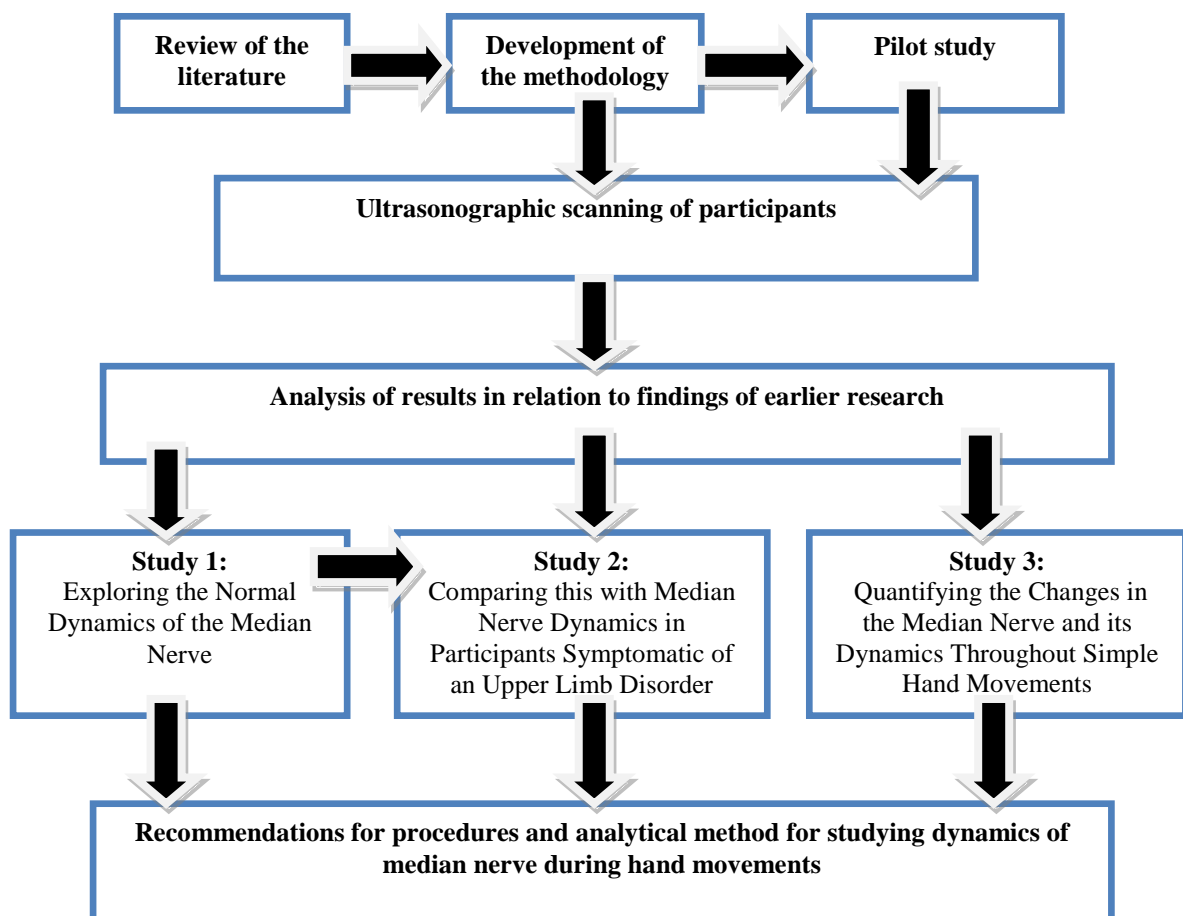 Review of the
literature
Development of
the methodology
Pilot study
Ultrasonographic scanning of participants
Analysis of results in relation to findings of earlier research
Study 1:
Exploring the Normal
Dynamics of the Median
Nerve
Study 2:
Comparing this with Median
Nerve Dynamics in
Participants Symptomatic of
an Upper Limb Disorder
Study 3:
Quantifying the Changes in
the Median Nerve and its
Dynamics Throughout Simple
Hand Movements
Recommendations for procedures and analytical method for studying dynamics of
median nerve during hand movements